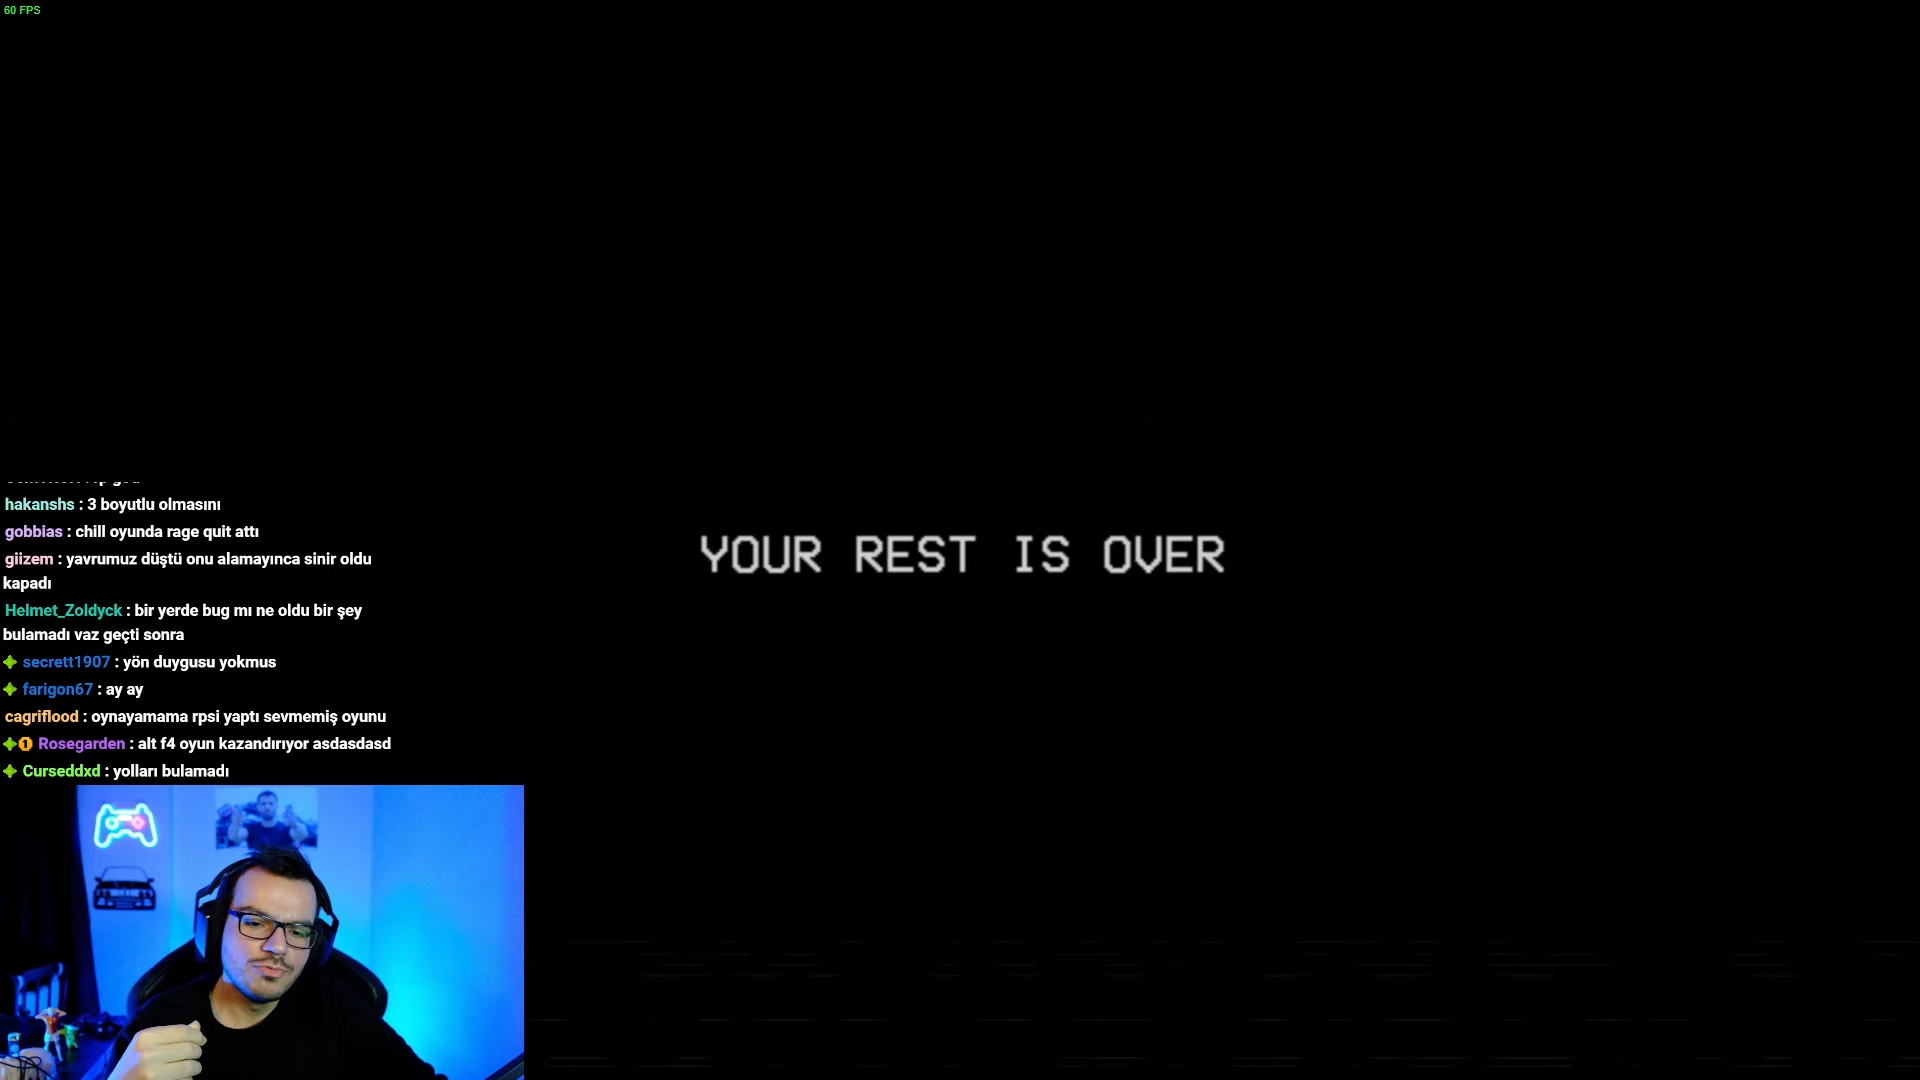 60 FPS
hakanshs : 3 boyutlu olmasını
gobbias : chill oyunda rage quit attı
giizem : yavrumuz düştü onu alamayınca sinir oldu
kapadı
Helmet_Zoldyck : bir yerde bug mı ne oldu bir şey
bulamadı vaz geçti sonra
secrett1907 : yön duygusu yokmus
farigon67 : ay ay
cagriflood : oynayamama rpsi yaptı sevmemiş oyunu
1 Rosegarden : alt f4 oyun kazandırıyor asdasdasd
Curseddxd : yolları bulamadı
YOUR REST IS OVER